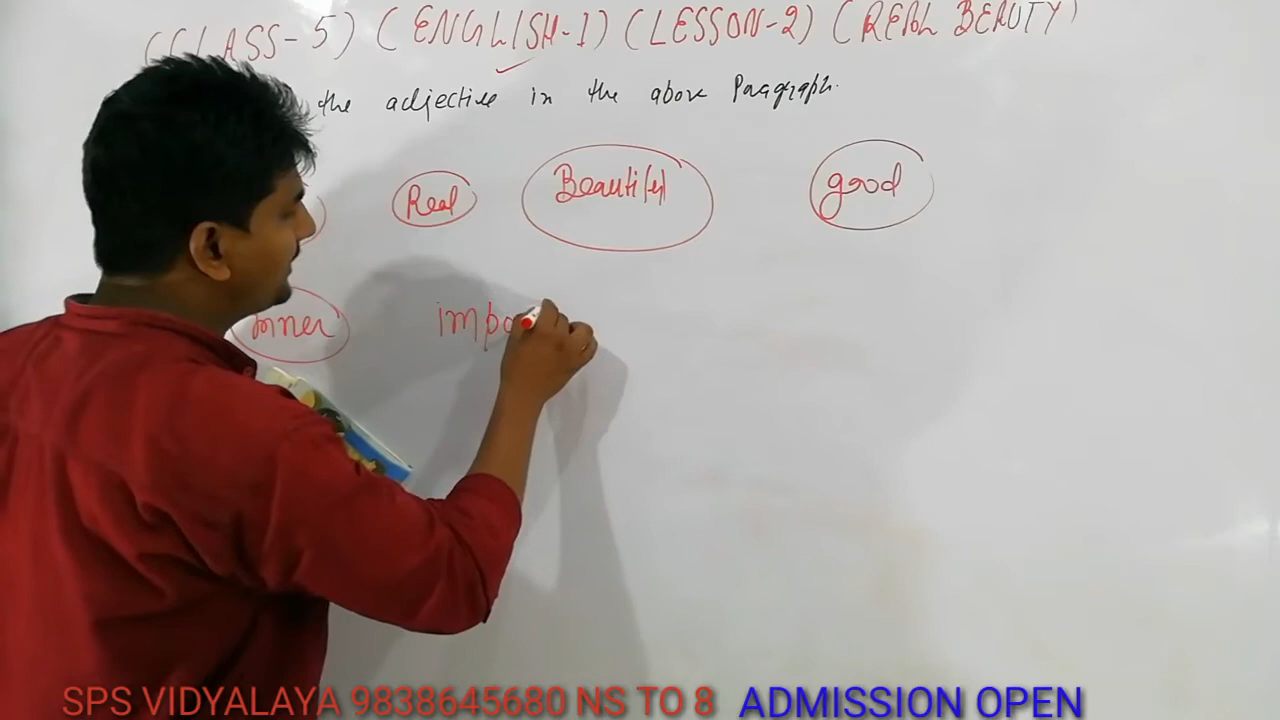 (CLASS-5) (ENGLISH-1) (LESSON-2) (REAL BEAUTY)
the adjective in the above Paragraph.
Real Beautiful good
inner impo
SPS VIDYALAYA 9838645680 NS TO 8 ADMISSION OPEN